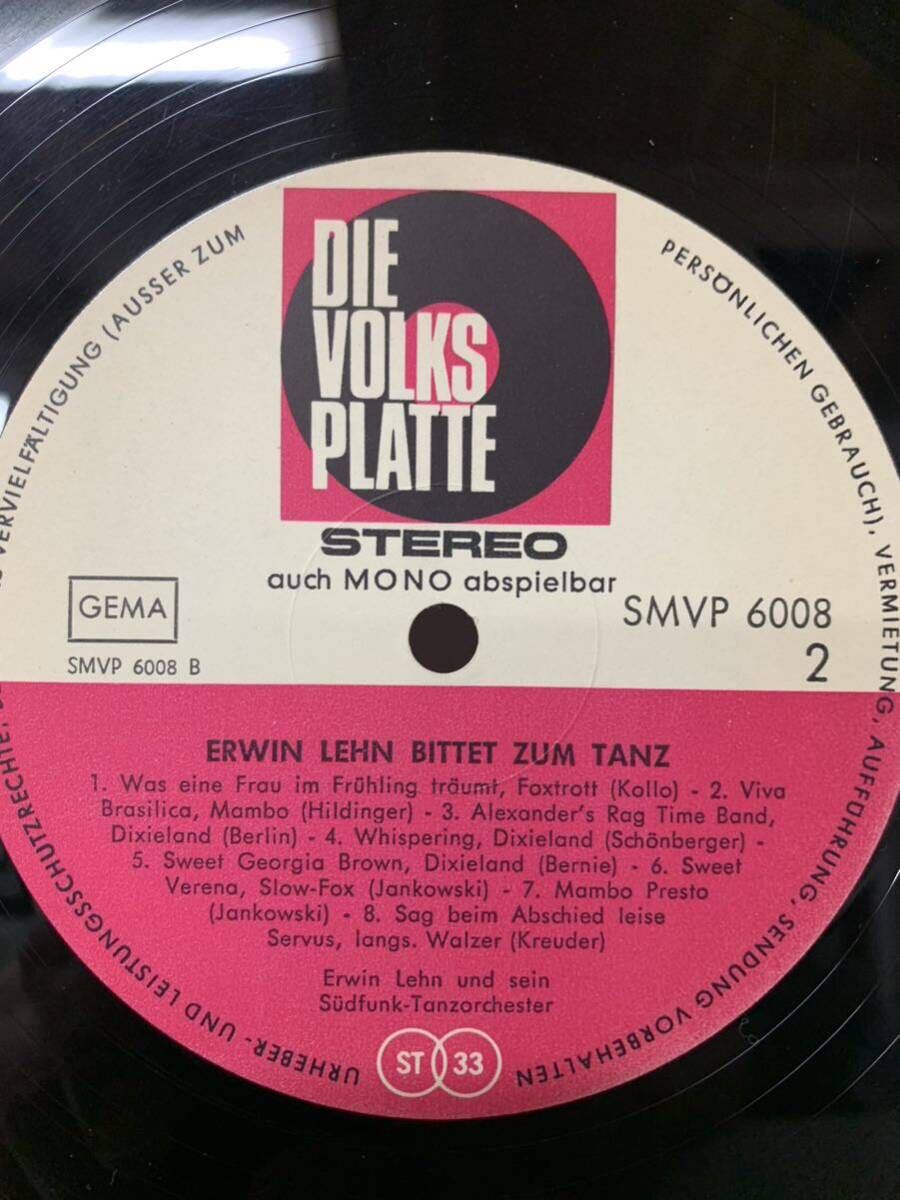 DIE
VOLKS
PLATTE
STEREO
auch MONO abspielbar
GEMA
SMVP 6008 B
SMVP 6008
2
ERWIN LEHN BITTET ZUM TANZ
1. Was eine Frau im Frühling träumt, Foxtrott (Kollo) - 2. Viva
Brasilica, Mambo (Hildinger) - 3. Alexander's Rag Time Band,
Dixieland (Berlin) - 4. Whispering, Dixieland (Schönberger) -
5. Sweet Georgia Brown, Dixieland (Bernie) - 6. Sweet
Verena, Slow-Fox (Jankowski) - 7. Mambo Presto
(Jankowski) - 8. Sag beim Abschied leise
Servus, langs. Walzer (Kreuder)
Erwin Lehn und sein
Südfunk-Tanzorchester
ST 33
URHEBER- UND LEISTUNGSSCHUTZRECHTE, VERVIELFÄLTIGUNG (AUSSER ZUM PERSÖNLICHEN GEBRAUCH), VERMIETUNG, AUFFÜHRUNG, SENDUNG VORBEHALTEN